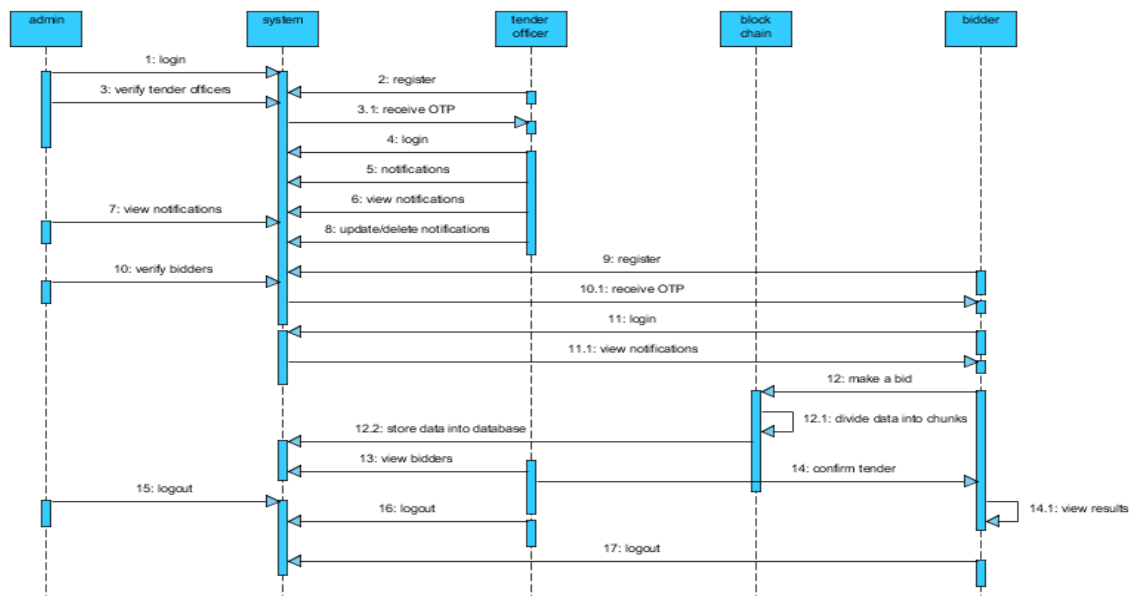 admin
system
tender
officer
block
chain
bidder
1: login
2: register
3: verify tender officers
3.1: receive OTP
4: login
5: notifications
6: view notifications
7: view notifications
8: update/delete notifications
9: register
10: verify bidders
10.1: receive OTP
11: login
11.1: view notifications
12: make a bid
12.1: divide data into chunks
12.2: store data into database
13: view bidders
14: confirm tender
15: logout
14.1: view results
16: logout
17: logout